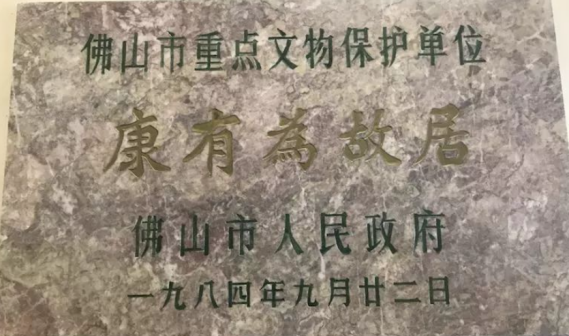 佛山市重点文物保护单位
康有為故居
佛山市人民政府
一九八四年九月廿二日